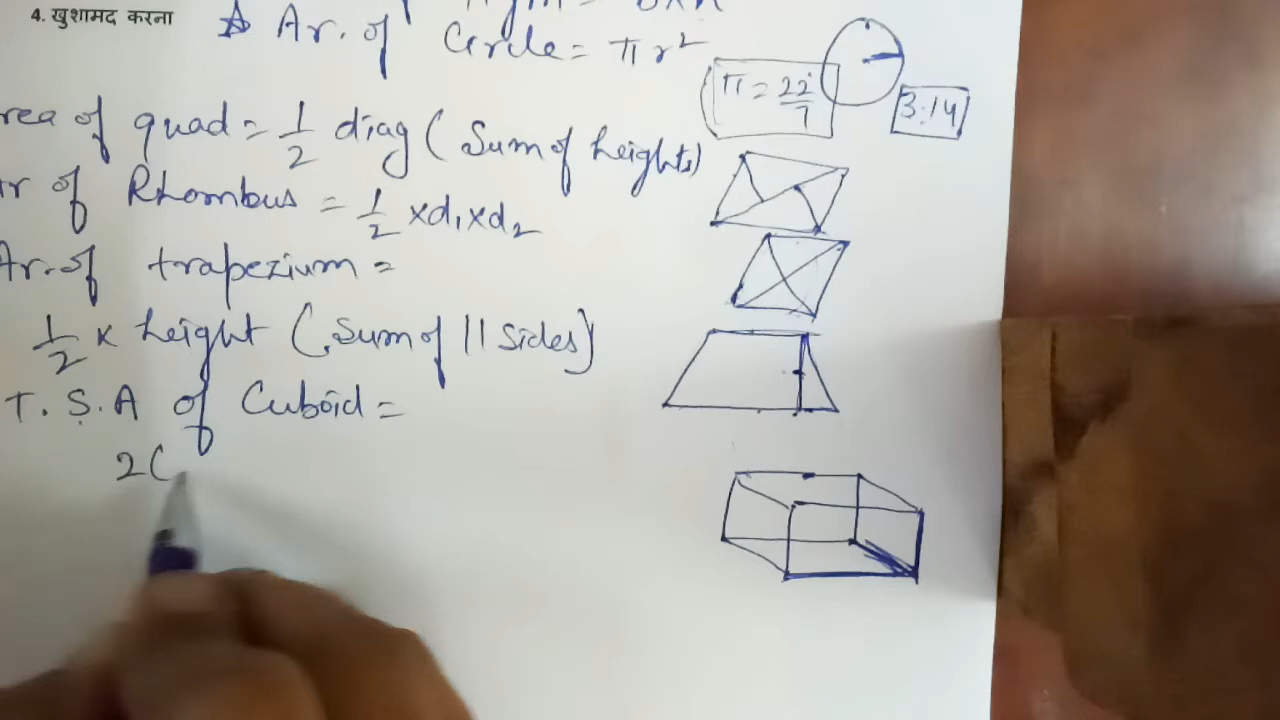 4. खुशामद करना
Ar. of Circle = πr²
π = 22/7
3.14
rea of quad = 1/2 diag (Sum of heights)
Ar of Rhombus = 1/2 × d₁ × d₂
Ar. of trapezium =
1/2 × height (Sum of || Sides)
T. S. A of Cuboid =
2(